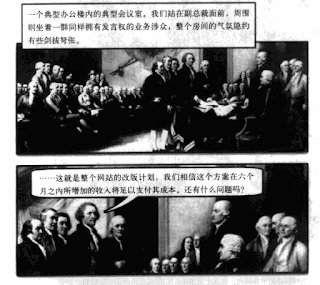 一个典型办公楼内的典型会议室，我们站在副总裁面前，周围
则坐着一群同样拥有发言权的业务涉众，整个房间的气氛隐约
有些剑拔弩张。
……这就是整个网站的改版计划，我们相信这个方案在六个
月之内所增加的收入将足以支付其成本。还有什么问题吗？